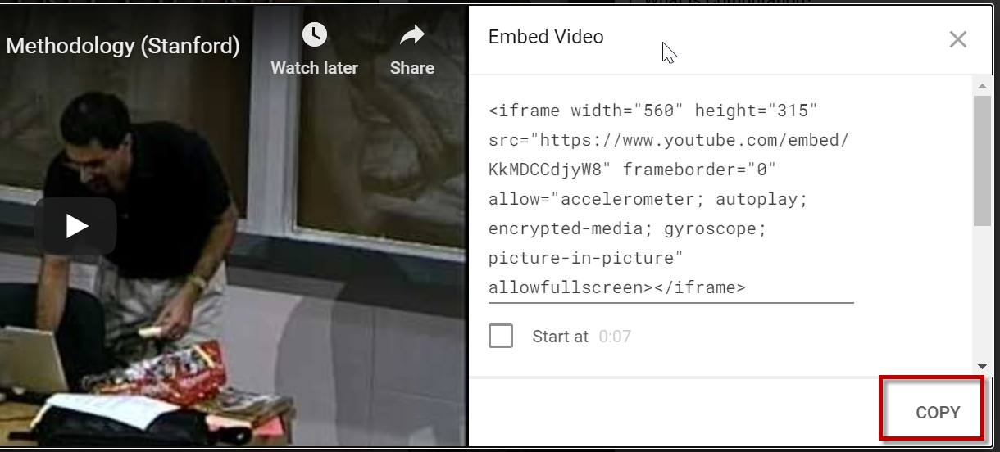 Methodology (Stanford)
Watch later
Share
Embed Video
<iframe width="560" height="315"
src="https://www.youtube.com/embed/
KkMDCCdjyW8" frameborder="0"
allow="accelerometer; autoplay;
encrypted-media; gyroscope;
picture-in-picture"
allowfullscreen></iframe>
Start at 0:07
COPY